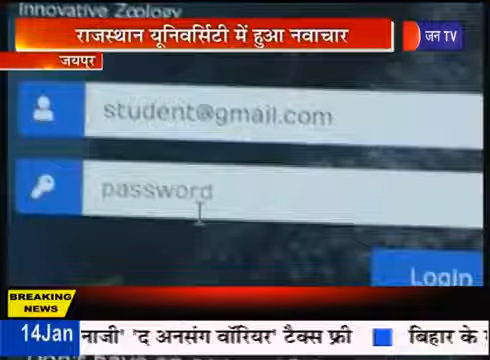 Innovative Zoology
राजस्थान यूनिवर्सिटी में हुआ नवाचार
जन TV
जयपुर
student@gmail.com
password
Login
BREAKING
NEWS
14Jan
नाजी' 'द अनसंग वॉरियर' टैक्स फ्री
बिहार के